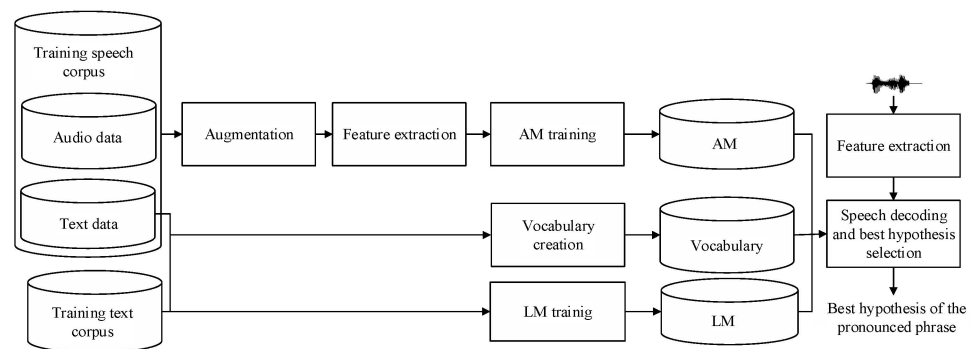 Training speech
corpus
Audio data
Augmentation
Feature extraction
AM training
AM
Feature extraction
Text data
Vocabulary
creation
Vocabulary
Speech decoding
and best hypothesis
selection
Training text
corpus
LM trainig
LM
Best hypothesis of the
pronounced phrase